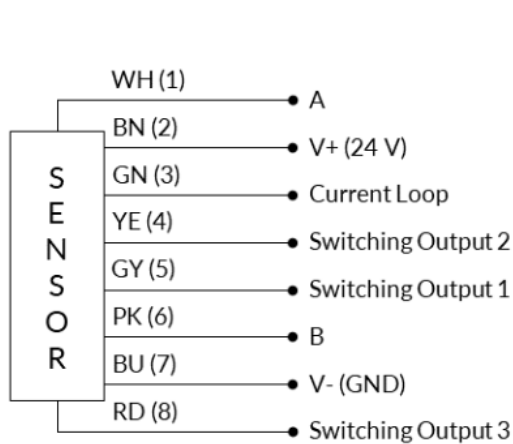 WH (1)
A
BN (2)
V+ (24 V)
GN (3)
Current Loop
YE (4)
Switching Output 2
GY (5)
Switching Output 1
PK (6)
B
BU (7)
V- (GND)
RD (8)
Switching Output 3
SENSOR